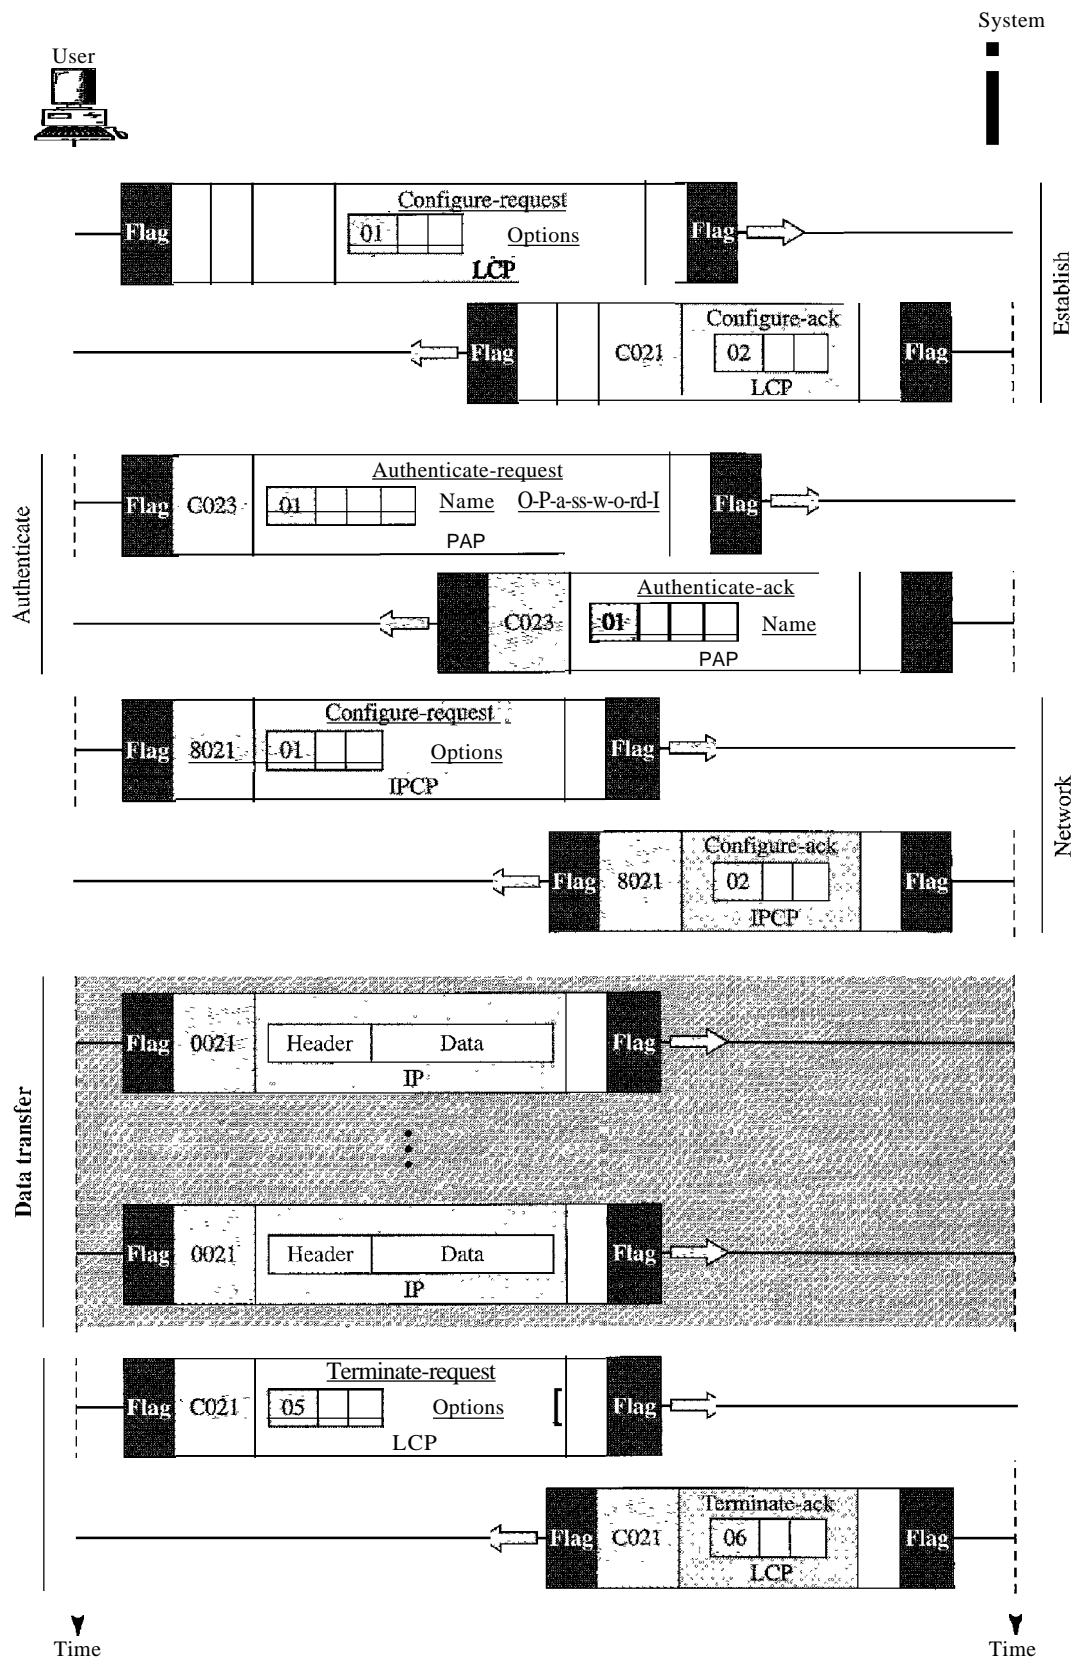 System
User
Configure-request
Flag 01 Options Flag
LCP
Establish
Configure-ack
Flag C021 02 Flag
LCP
Authenticate
Authenticate-request
Flag C023 01 Name O-P-a-ss-w-o-rd-I Flag
PAP
Authenticate-ack
C023 01 Name
PAP
Network
Configure-request
Flag 8021 01 Options Flag
IPCP
Configure-ack
Flag 8021 02 Flag
IPCP
Data transfer
Flag 0021 Header Data Flag
IP
Flag 0021 Header Data Flag
IP
Terminate-request
Flag C021 05 Options [ Flag
LCP
Terminate-ack
Flag C021 06 Flag
LCP
Time Time